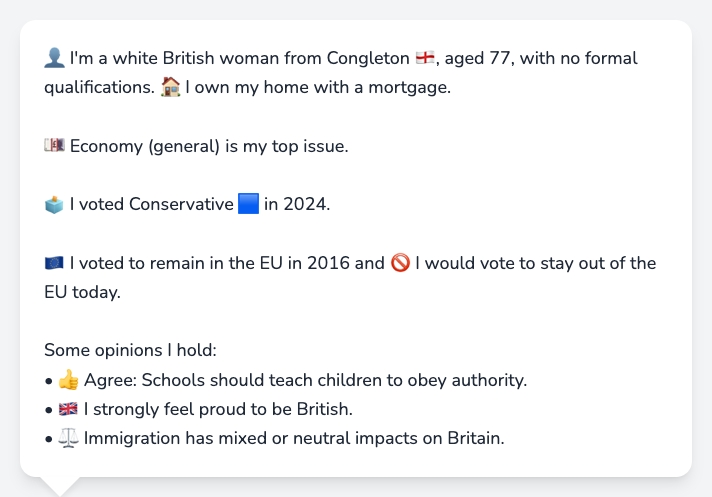 👤 I'm a white British woman from Congleton 🏴󠁧󠁢󠁥󠁮󠁧󠁿, aged 77, with no formal
qualifications. 🏠 I own my home with a mortgage.
💷 Economy (general) is my top issue.
🗳️ I voted Conservative 🟦 in 2024.
🇪🇺 I voted to remain in the EU in 2016 and 🚫 I would vote to stay out of the
EU today.
Some opinions I hold:
• 👍 Agree: Schools should teach children to obey authority.
• 🇬🇧 I strongly feel proud to be British.
• ⚖️ Immigration has mixed or neutral impacts on Britain.